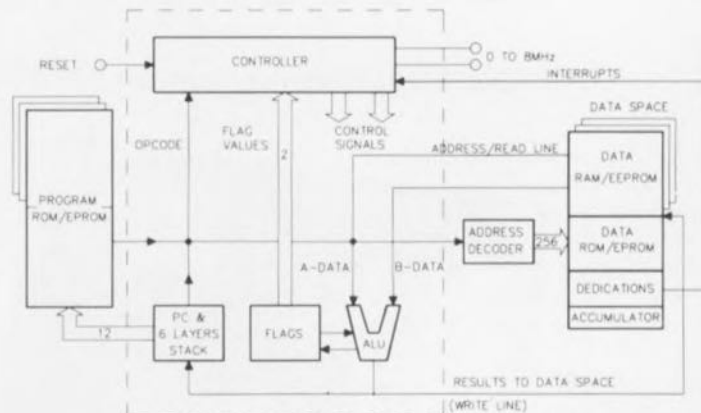 CONTROLLER
RESET
0 TO 8MHz
INTERRUPTS
DATA SPACE
OPCODE
FLAG
VALUES
2
CONTROL
SIGNALS
ADDRESS/READ LINE
DATA
RAM/EEPROM
PROGRAM
ROM/EPROM
ADDRESS
DECODER
256
DATA
ROM/EPROM
A-DATA
B-DATA
DEDICATIONS
ACCUMULATOR
PC &
6 LAYERS
STACK
12
FLAGS
ALU
RESULTS TO DATA SPACE
(WRITE LINE)